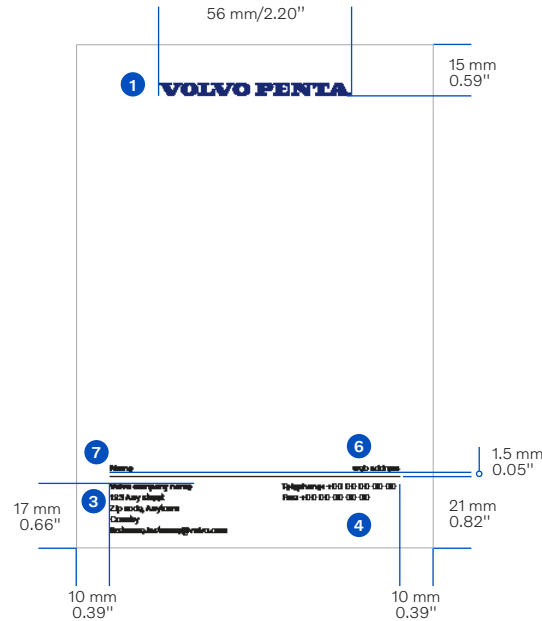 56 mm/2.20"
15 mm
0.59"
1
VOLVO PENTA
7
6
Name
web address
1.5 mm
0.05"
3
Volvo company name
Telephone: +00 00-00-00-00
123 Any street
Fax: +00 00-00-00-00
Zip code, Anytown
Country
4
17 mm
0.66"
21 mm
0.82"
10 mm
0.39"
10 mm
0.39"